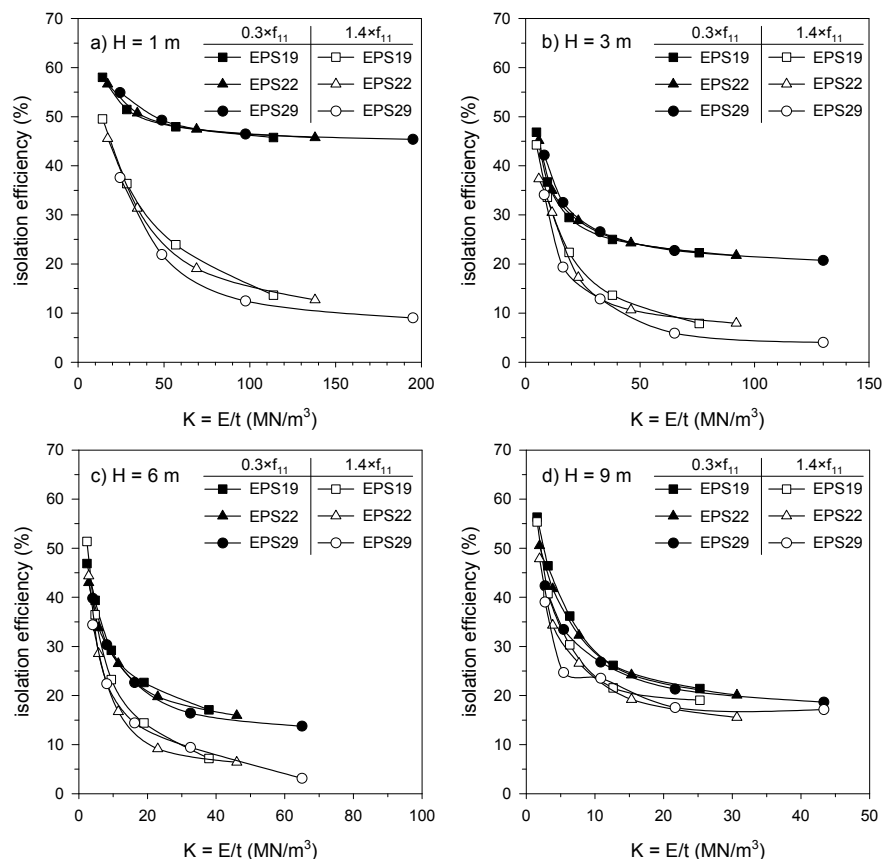 a) H = 1 m
0.3×f11 1.4×f11
EPS19 EPS19
EPS22 EPS22
EPS29 EPS29
isolation efficiency (%)
70
60
50
40
30
20
10
0
0 50 100 150 200
K = E/t (MN/m³)
b) H = 3 m
0.3×f11 1.4×f11
EPS19 EPS19
EPS22 EPS22
EPS29 EPS29
isolation efficiency (%)
70
60
50
40
30
20
10
0
0 50 100 150
K = E/t (MN/m³)
c) H = 6 m
0.3×f11 1.4×f11
EPS19 EPS19
EPS22 EPS22
EPS29 EPS29
isolation efficiency (%)
70
60
50
40
30
20
10
0
0 20 40 60 80 100
K = E/t (MN/m³)
d) H = 9 m
0.3×f11 1.4×f11
EPS19 EPS19
EPS22 EPS22
EPS29 EPS29
isolation efficiency (%)
70
60
50
40
30
20
10
0
0 10 20 30 40 50
K = E/t (MN/m³)